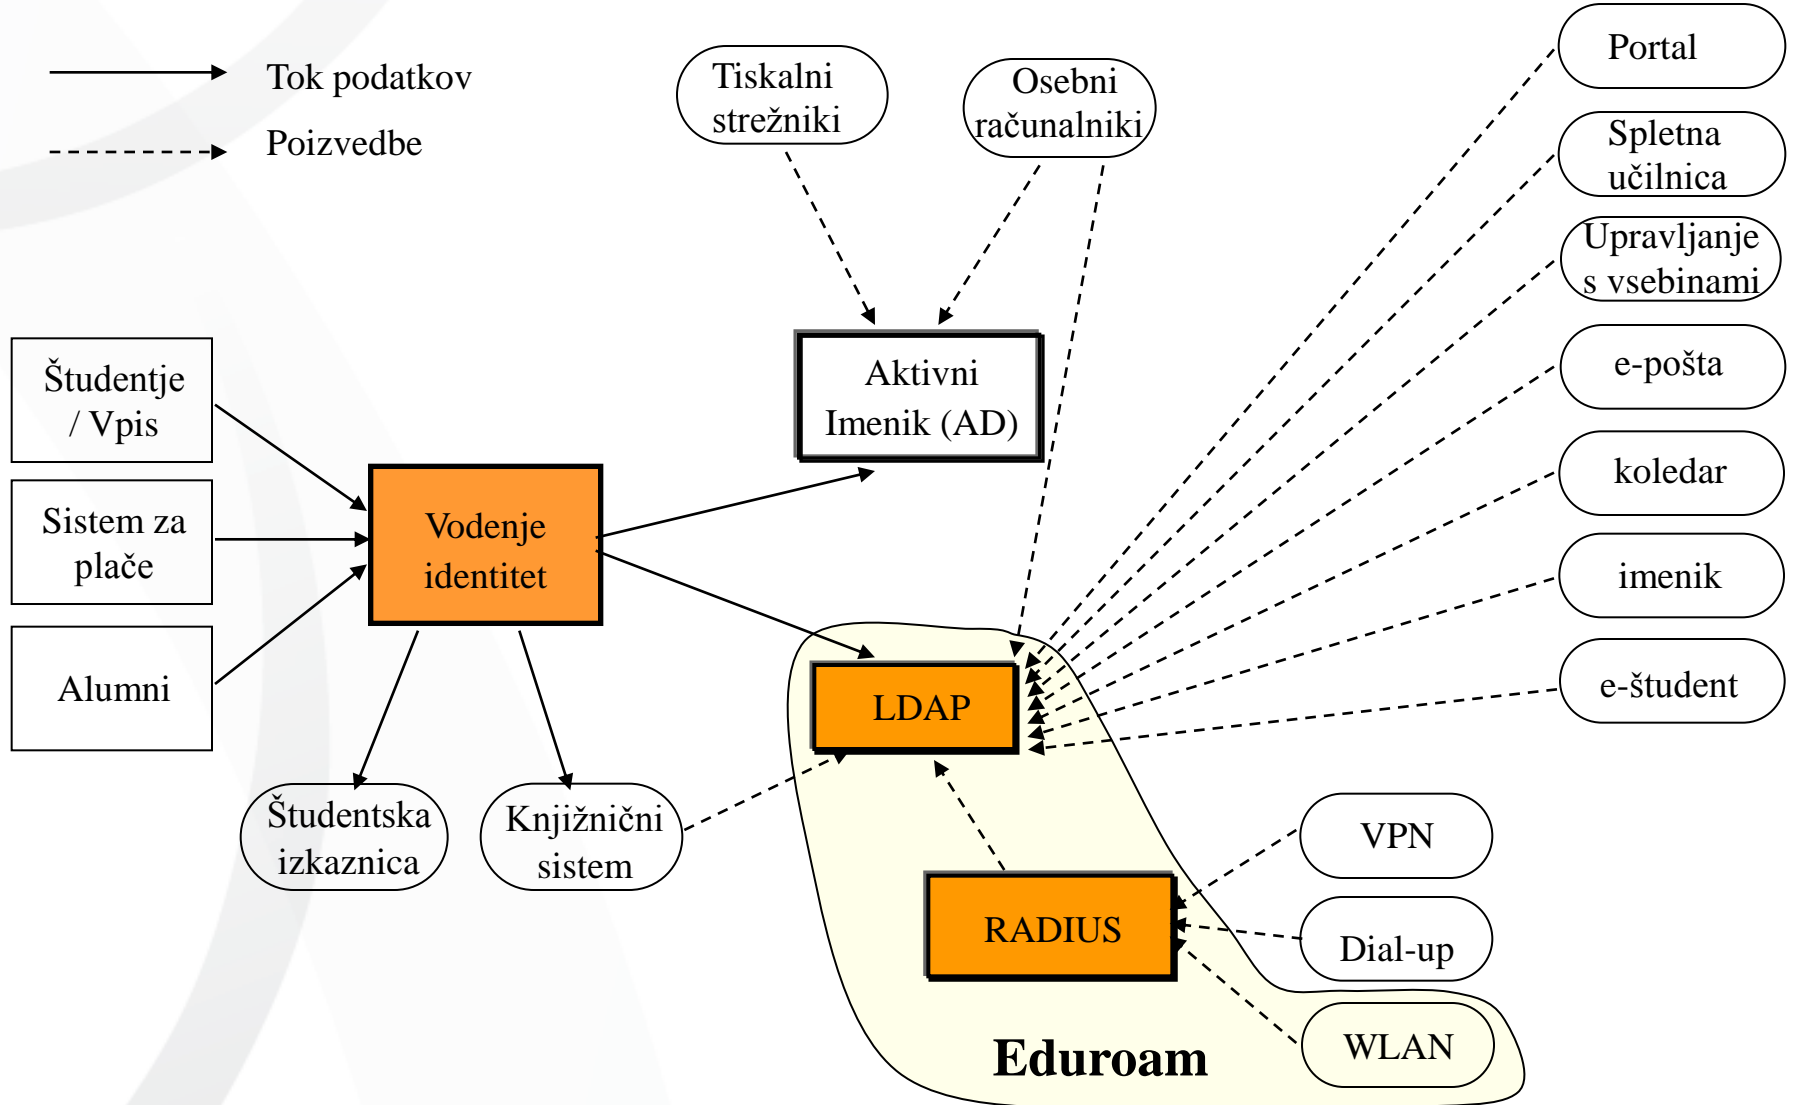 Tok podatkov
Poizvedbe
Tiskalni
strežniki
Osebni
računalniki
Portal
Spletna
učilnica
Upravljanje
s vsebinami
e-pošta
koledar
imenik
e-študent
Aktivni
Imenik (AD)
Študentje
/ Vpis
Sistem za
plače
Alumni
Vodenje
identitet
LDAP
Študentska
izkaznica
Knjižnični
sistem
RADIUS
VPN
Dial-up
WLAN
Eduroam